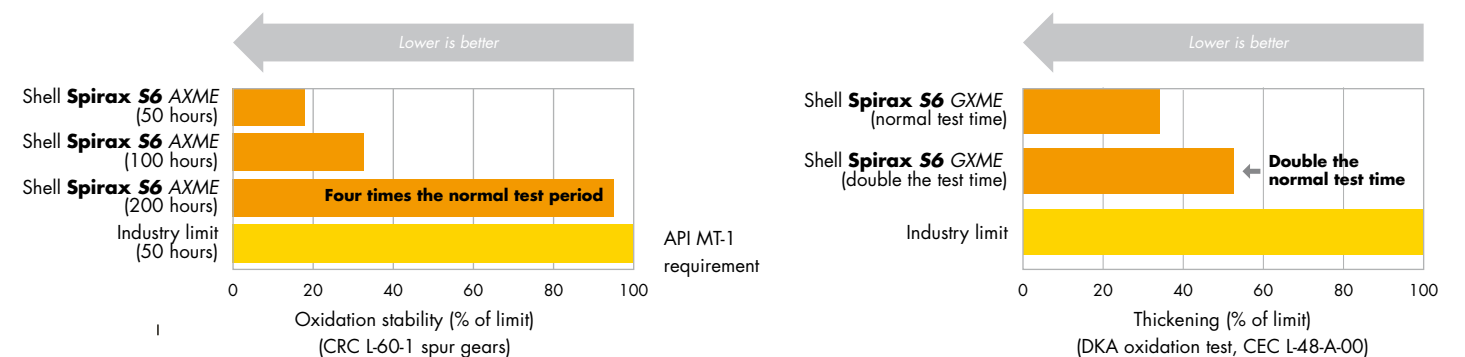 Lower is better
Shell Spirax S6 AXME
(50 hours)
Shell Spirax S6 AXME
(100 hours)
Shell Spirax S6 AXME
(200 hours)
Four times the normal test period
Industry limit
(50 hours)
API MT-1
requirement
0 20 40 60 80 100
Oxidation stability (% of limit)
(CRC L-60-1 spur gears)
Lower is better
Shell Spirax S6 GXME
(normal test time)
Shell Spirax S6 GXME
(double the test time)
Double the
normal test time
Industry limit
0 20 40 60 80 100
Thickening (% of limit)
(DKA oxidation test, CEC L-48-A-00)